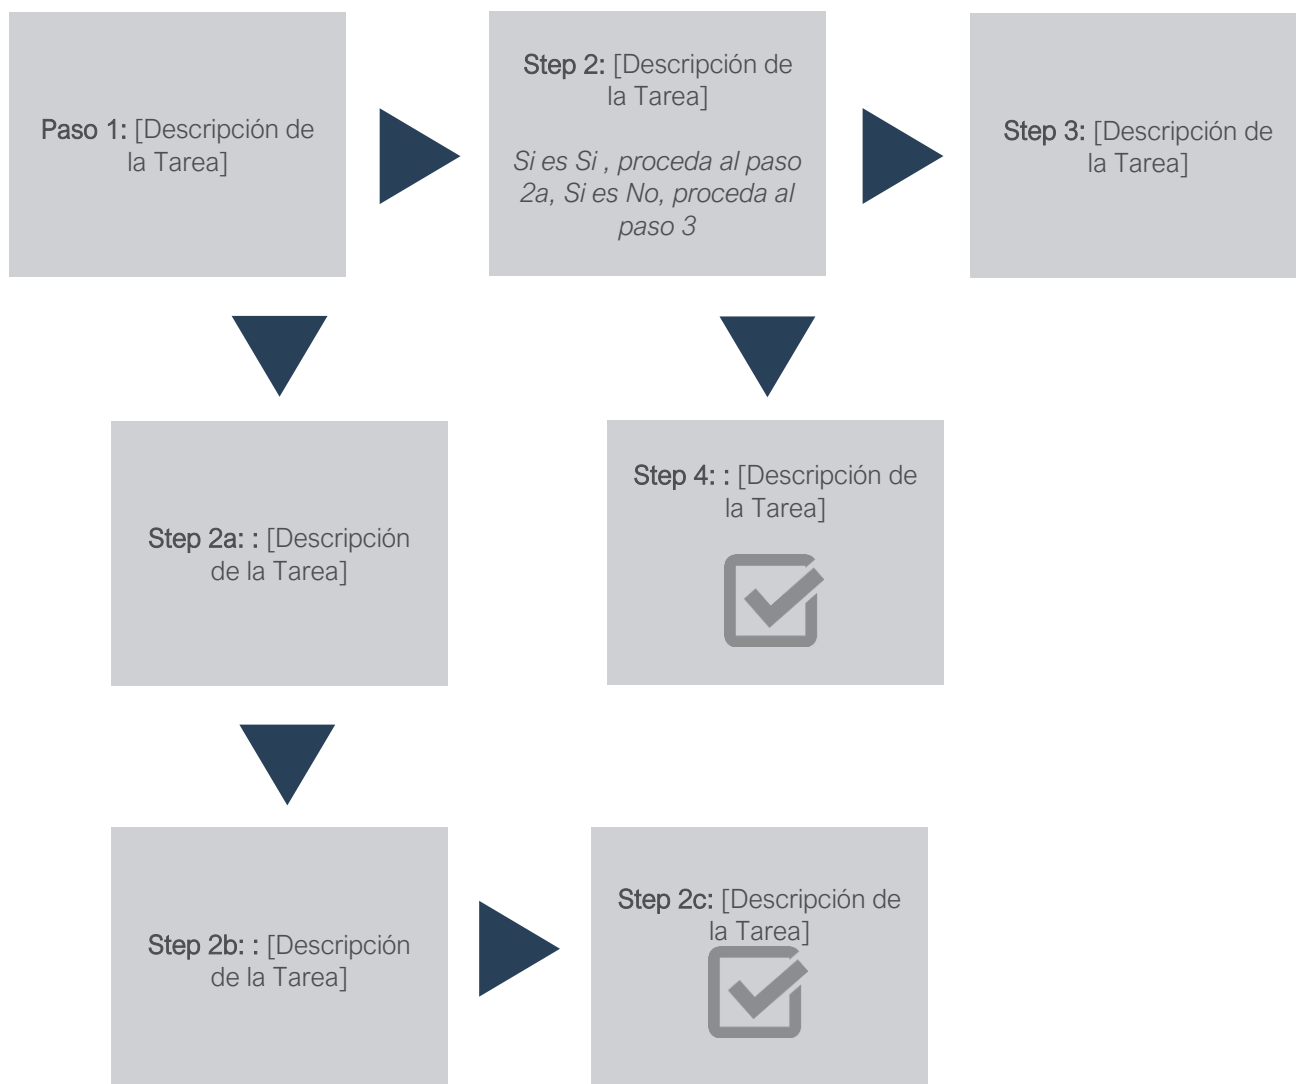 Paso 1: [Descripción de
la Tarea]
Step 2: [Descripción de
la Tarea]
Si es Si , proceda al paso
2a, Si es No, proceda al
paso 3
Step 3: [Descripción de
la Tarea]
Step 2a: : [Descripción
de la Tarea]
Step 4: : [Descripción de
la Tarea]
Step 2b: : [Descripción
de la Tarea]
Step 2c: [Descripción de
la Tarea]